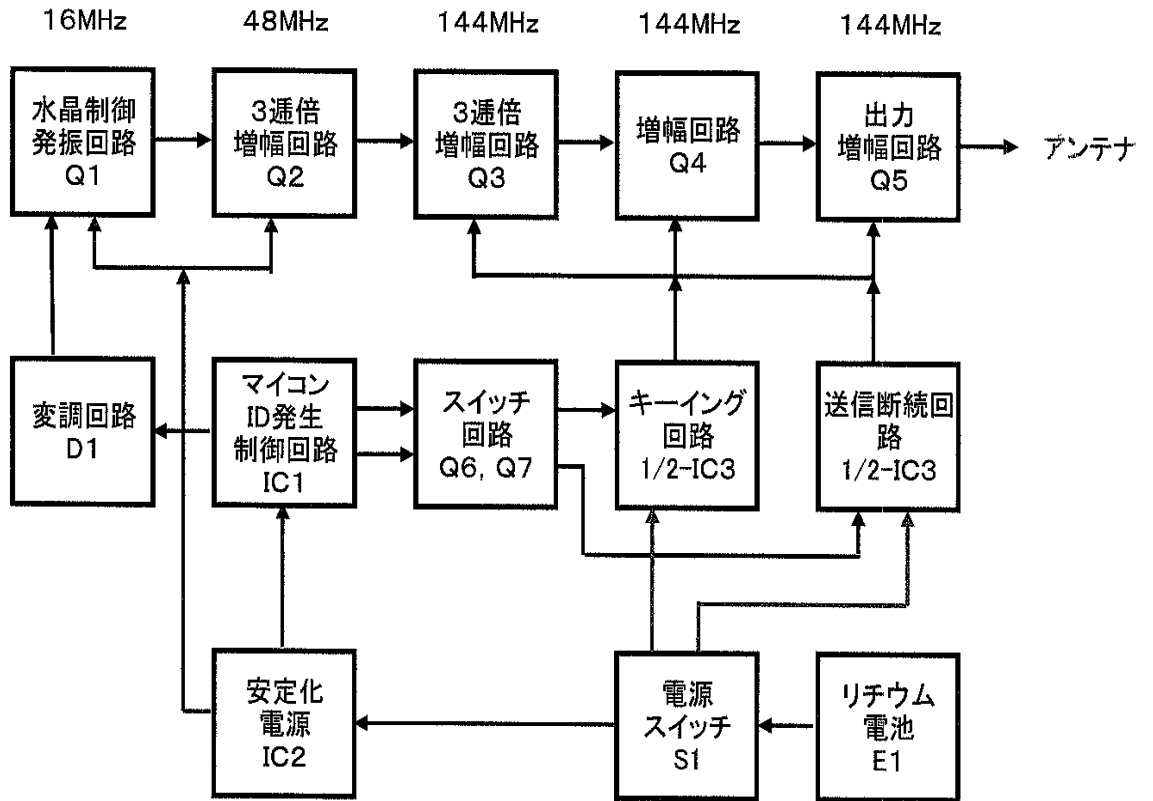 16MHz
48MHz
144MHz
144MHz
144MHz
水晶制御
発振回路
Q1
3逓倍
増幅回路
Q2
3逓倍
増幅回路
Q3
増幅回路
Q4
出力
増幅回路
Q5
アンテナ
変調回路
D1
マイコン
ID発生
制御回路
IC1
スイッチ
回路
Q6, Q7
キーイング
回路
1/2-IC3
送信断続回
路
1/2-IC3
安定化
電源
IC2
電源
スイッチ
S1
リチウム
電池
E1